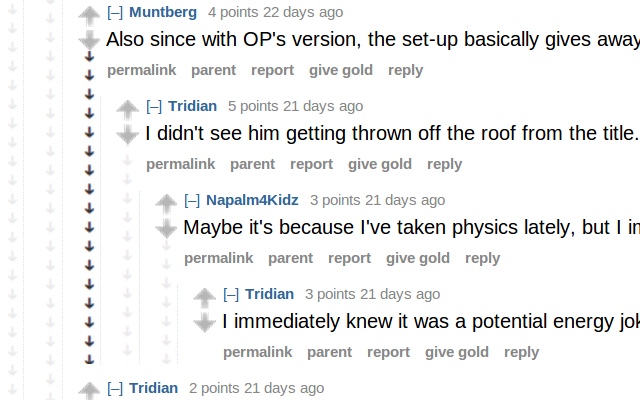 [–] Muntberg 4 points 22 days ago
Also since with OP's version, the set-up basically gives away
permalink parent report give gold reply
[–] Tridian 5 points 21 days ago
I didn't see him getting thrown off the roof from the title.
permalink parent report give gold reply
[–] Napalm4Kidz 3 points 21 days ago
Maybe it's because I've taken physics lately, but I
permalink parent report give gold reply
[–] Tridian 3 points 21 days ago
I immediately knew it was a potential energy
permalink parent report give gold reply
[–] Tridian 2 points 21 days ago